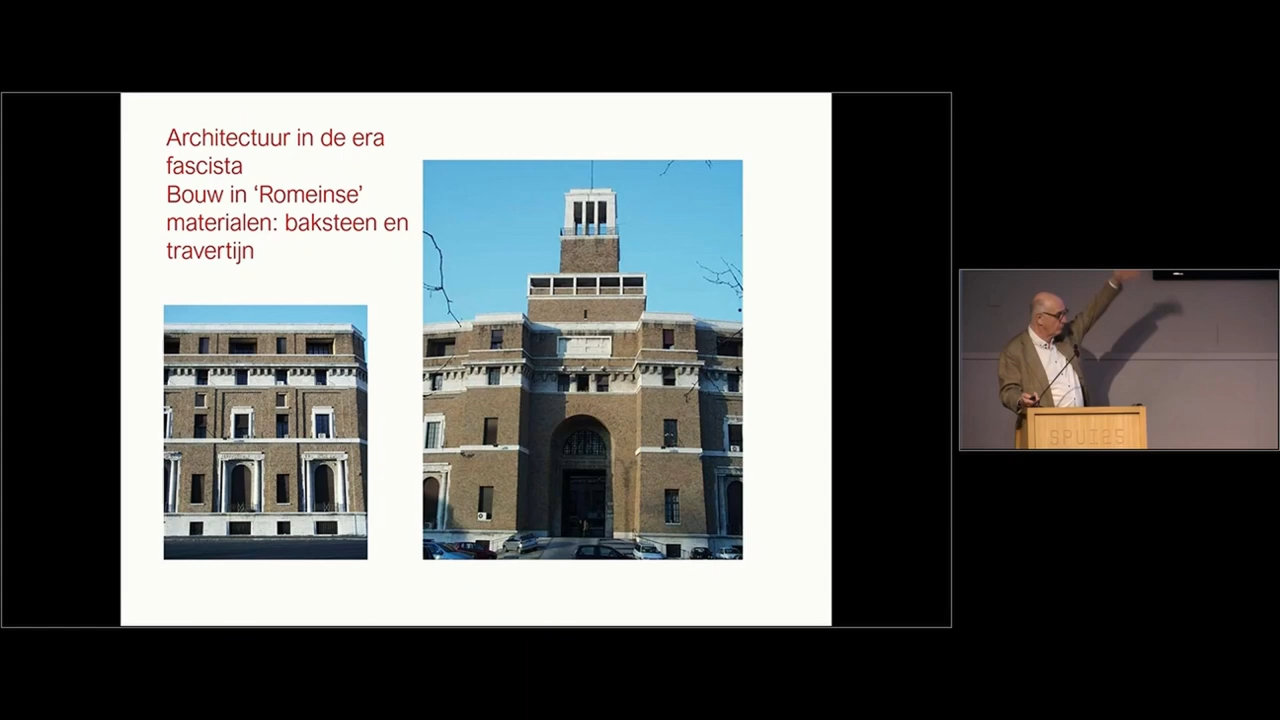 Architectuur in de era
fascista
Bouw in ‘Romeinse’
materialen: baksteen en
travertijn
SPUI25